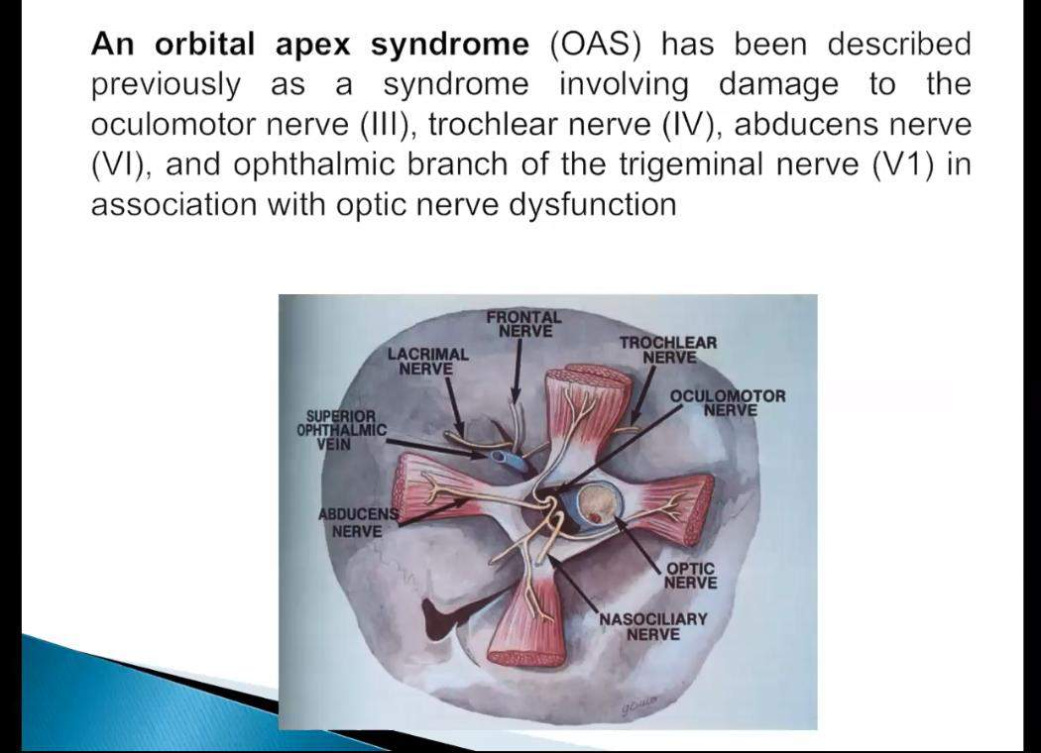 An orbital apex syndrome (OAS) has been described
previously as a syndrome involving damage to the
oculomotor nerve (III), trochlear nerve (IV), abducens nerve
(VI), and ophthalmic branch of the trigeminal nerve (V1) in
association with optic nerve dysfunction
FRONTAL
NERVE
TROCHLEAR
NERVE
LACRIMAL
NERVE
OCULOMOTOR
NERVE
SUPERIOR
OPHTHALMIC
VEIN
ABDUCENS
NERVE
OPTIC
NERVE
NASOCILIARY
NERVE